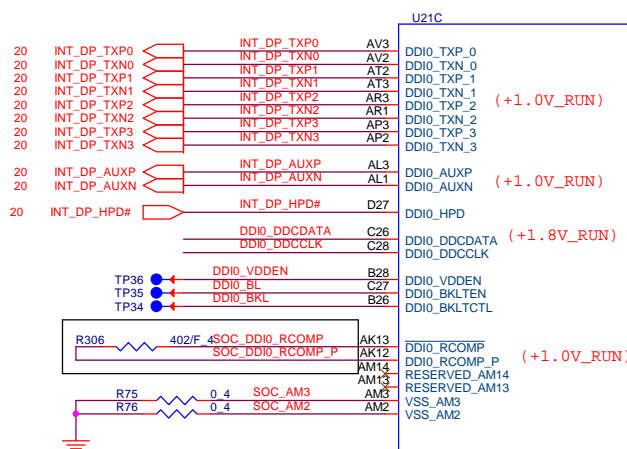 U21C
20 INT_DP_TXP0 INT_DP_TXP0 AV3 DDI0_TXP_0
20 INT_DP_TXN0 INT_DP_TXN0 AV2 DDI0_TXN_0
20 INT_DP_TXP1 INT_DP_TXP1 AT2 DDI0_TXP_1
20 INT_DP_TXN1 INT_DP_TXN1 AT3 DDI0_TXN_1
20 INT_DP_TXP2 INT_DP_TXP2 AR3 DDI0_TXP_2 (+1.0V_RUN)
20 INT_DP_TXN2 INT_DP_TXN2 AR1 DDI0_TXN_2
20 INT_DP_TXP3 INT_DP_TXP3 AP3 DDI0_TXP_3
20 INT_DP_TXN3 INT_DP_TXN3 AP2 DDI0_TXN_3
20 INT_DP_AUXP INT_DP_AUXP AL3 DDI0_AUXP
20 INT_DP_AUXN INT_DP_AUXN AL1 DDI0_AUXN (+1.0V_RUN)
20 INT_DP_HPD# INT_DP_HPD# D27 DDI0_HPD
DDI0_DDCDATA C26 DDI0_DDCDATA (+1.8V_RUN)
DDI0_DDCCLK C28 DDI0_DDCCLK
TP36 DDI0_VDDEN B28 DDI0_VDDEN
TP35 DDI0_BL C27 DDI0_BKLTEN
TP34 DDI0_BKL B26 DDI0_BKLTCTL
R306 402/F_4 SOC_DDI0_RCOMP AK13 DDI0_RCOMP
SOC_DDI0_RCOMP_P AK12 DDI0_RCOMP_P (+1.0V_RUN)
AM14 RESERVED_AM14
AM13 RESERVED_AM13
R75 0_4 SOC_AM3 AM3 VSS_AM3
R76 0_4 SOC_AM2 AM2 VSS_AM2